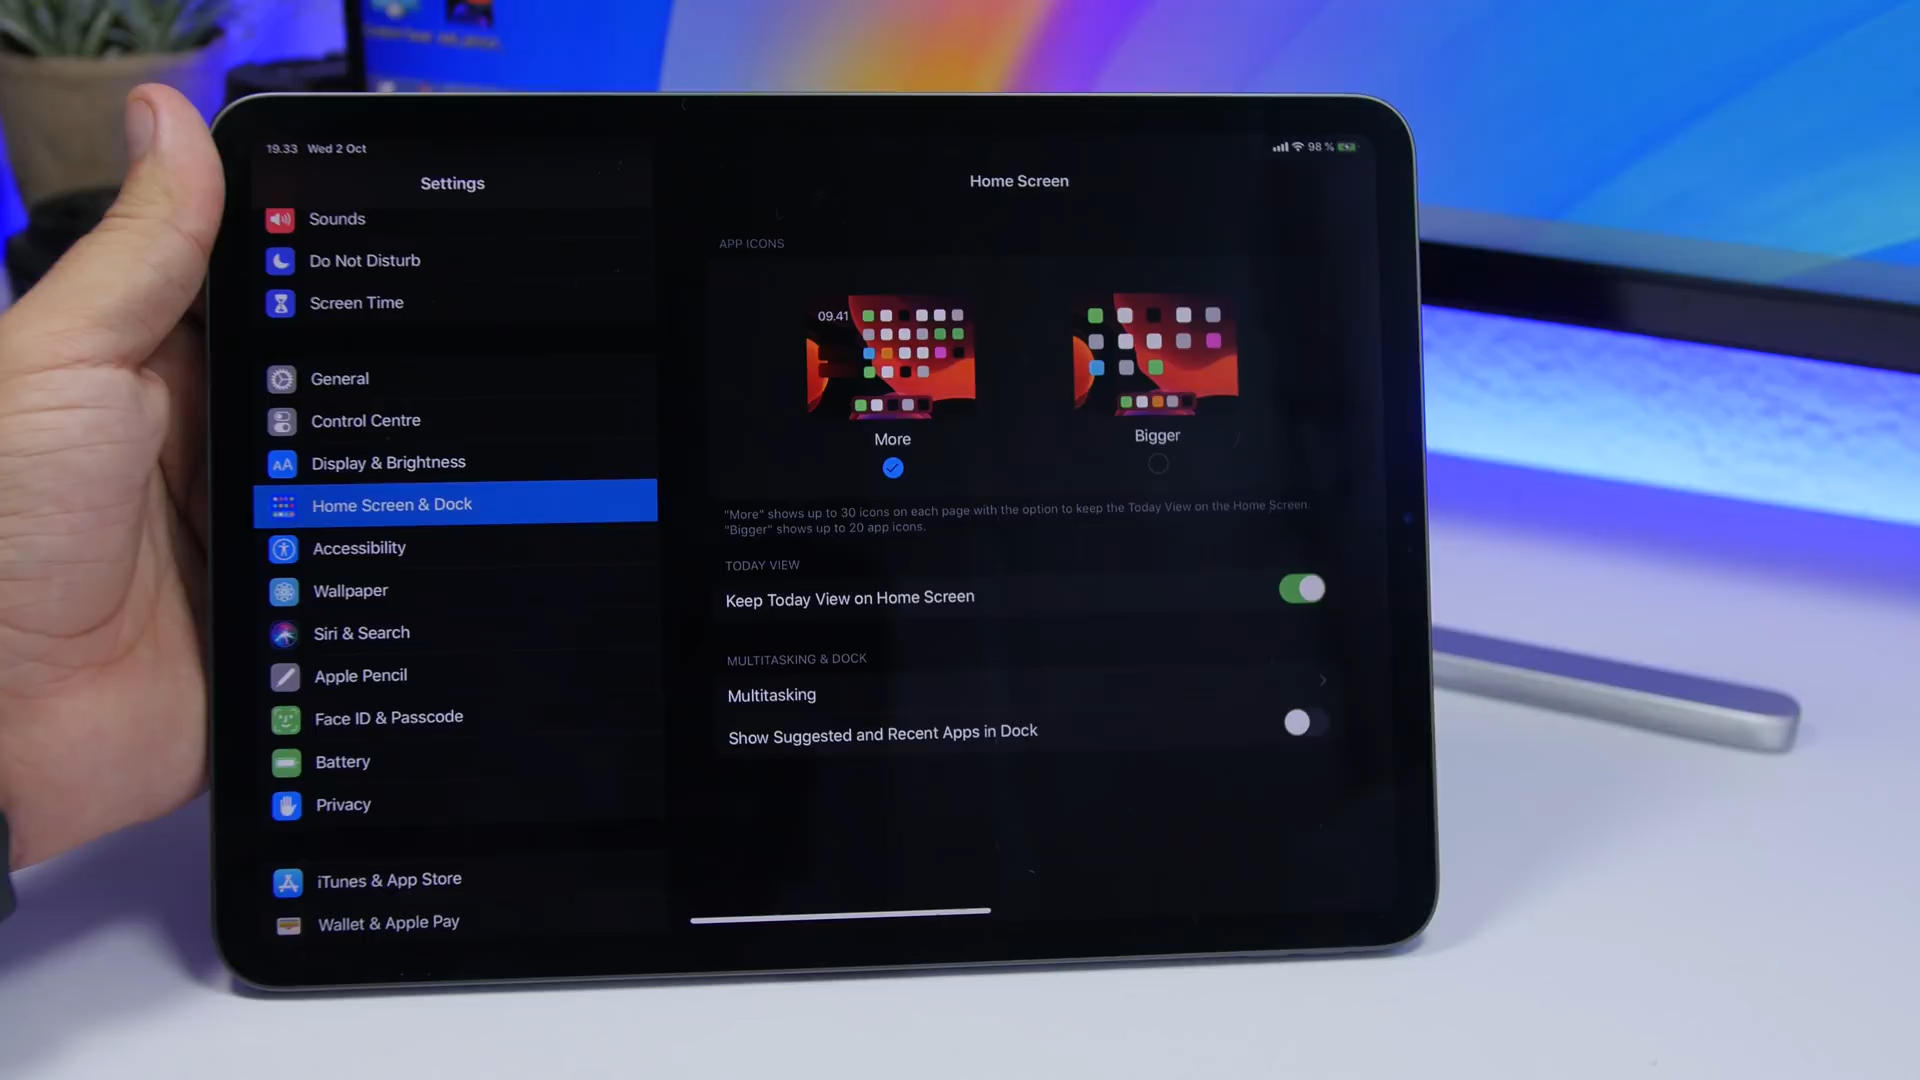 19.33 Wed 2 Oct
98 %
Settings
Sounds
Do Not Disturb
Screen Time
General
Control Centre
AA Display & Brightness
Home Screen & Dock
Accessibility
Wallpaper
Siri & Search
Apple Pencil
Face ID & Passcode
Battery
Privacy
iTunes & App Store
Wallet & Apple Pay
Home Screen
APP ICONS
09.41
More
Bigger
"More" shows up to 30 icons on each page with the option to keep the Today View on the Home Screen.
"Bigger" shows up to 20 app icons.
TODAY VIEW
Keep Today View on Home Screen
MULTITASKING & DOCK
Multitasking
Show Suggested and Recent Apps in Dock